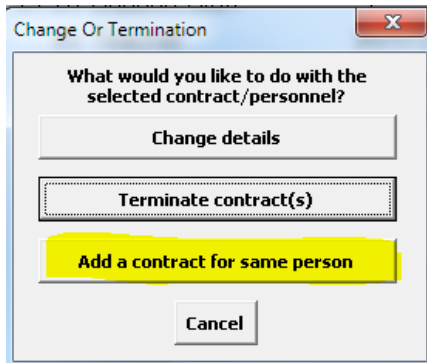 Change Or Termination
What would you like to do with the
selected contract/personnel?
Change details
Terminate contract(s)
Add a contract for same person
Cancel